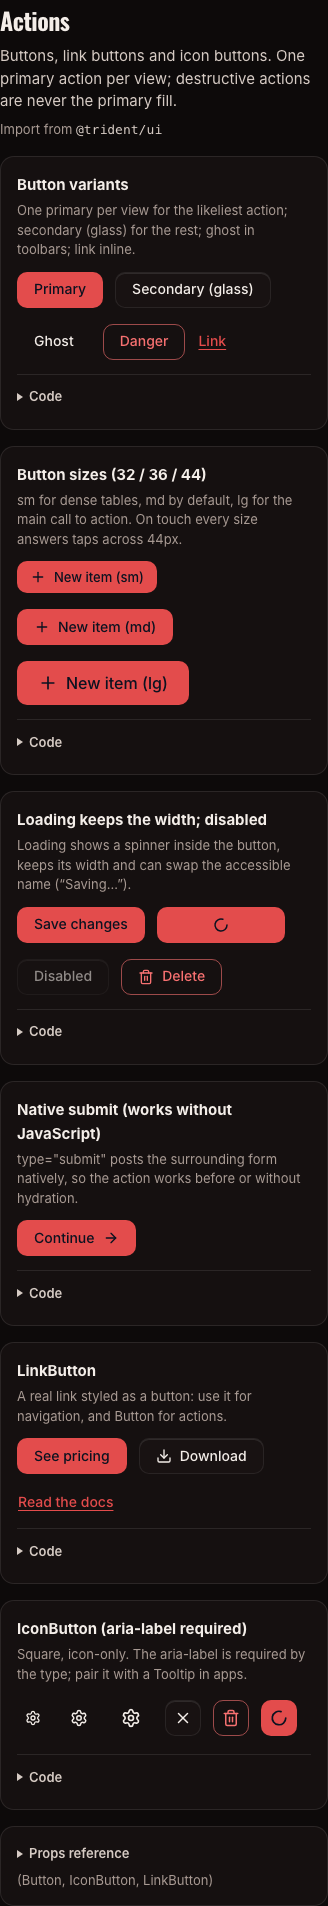 Actions
Buttons, link buttons and icon buttons. One
primary action per view; destructive actions
are never the primary fill.
Import from @trident/ui
Button variants
One primary per view for the likeliest action;
secondary (glass) for the rest; ghost in
toolbars; link inline.
Primary Secondary (glass)
Ghost Danger Link
Code
Button sizes (32 / 36 / 44)
sm for dense tables, md by default, lg for the
main call to action. On touch every size
answers taps across 44px.
New item (sm)
New item (md)
New item (lg)
Code
Loading keeps the width; disabled
Loading shows a spinner inside the button,
keeps its width and can swap the accessible
name (“Saving…”).
Save changes
Disabled Delete
Code
Native submit (works without
JavaScript)
type="submit" posts the surrounding form
natively, so the action works before or without
hydration.
Continue
Code
LinkButton
A real link styled as a button: use it for
navigation, and Button for actions.
See pricing Download
Read the docs
Code
IconButton (aria-label required)
Square, icon-only. The aria-label is required by
the type; pair it with a Tooltip in apps.
Code
Props reference
(Button, IconButton, LinkButton)